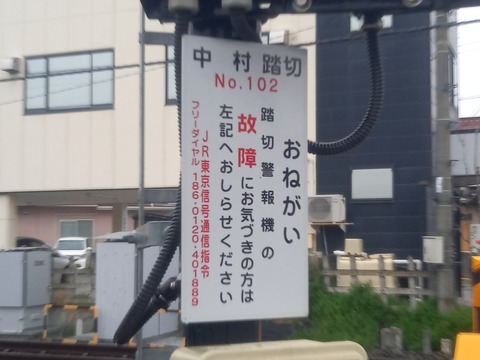 中村踏切
No.102
おねがい
踏切警報機の
故障にお気づきの方は
左記へおしらせください
JR東京信号通信指令
フリーダイヤル 186-0120-401889